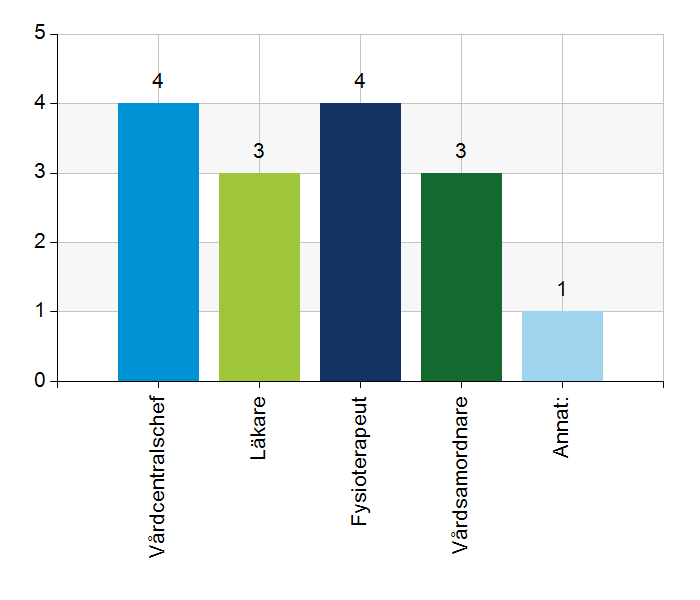 5
4
3
2
1
0
4
3
4
3
1
Vårdcentralschef
Läkare
Fysioterapeut
Vårdsamordnare
Annat: